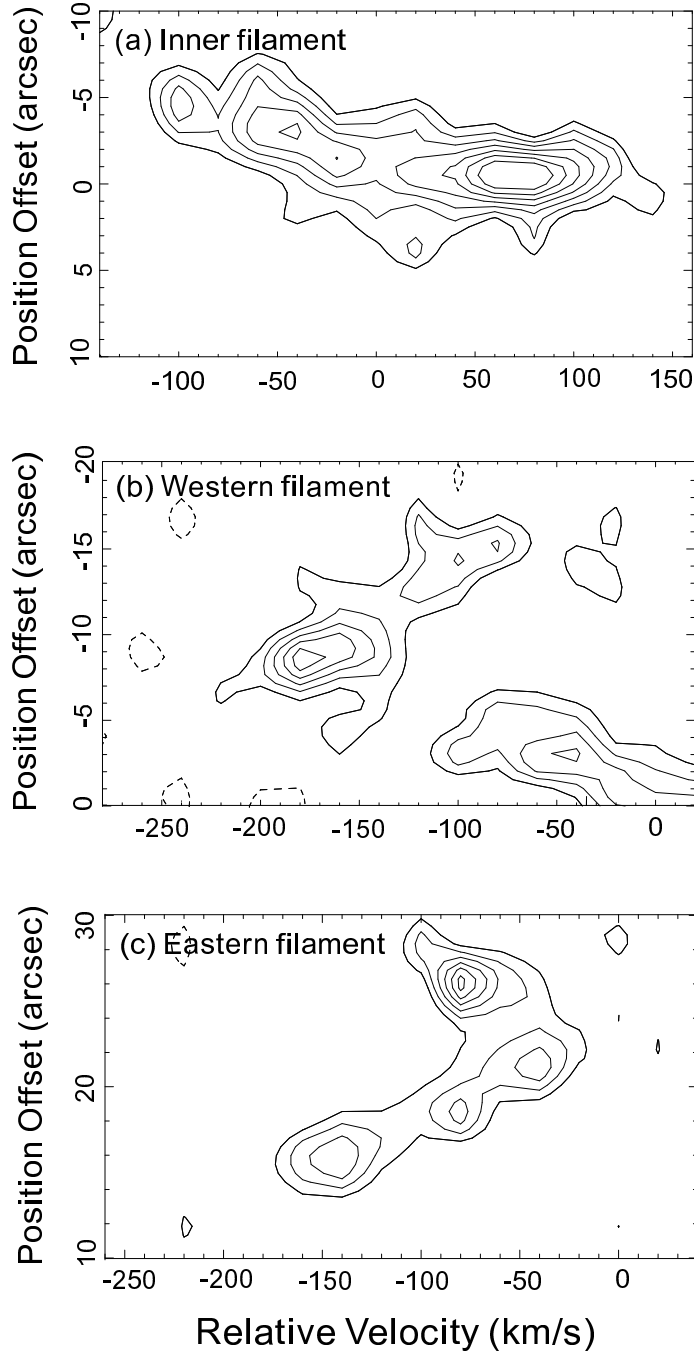 (a) Inner filament
Position Offset (arcsec)
-10
-5
0
5
10
-100 -50 0 50 100 150
(b) Western filament
Position Offset (arcsec)
-20
-15
-10
-5
0
-250 -200 -150 -100 -50 0
(c) Eastern filament
Position Offset (arcsec)
30
20
10
-250 -200 -150 -100 -50 0
Relative Velocity (km/s)